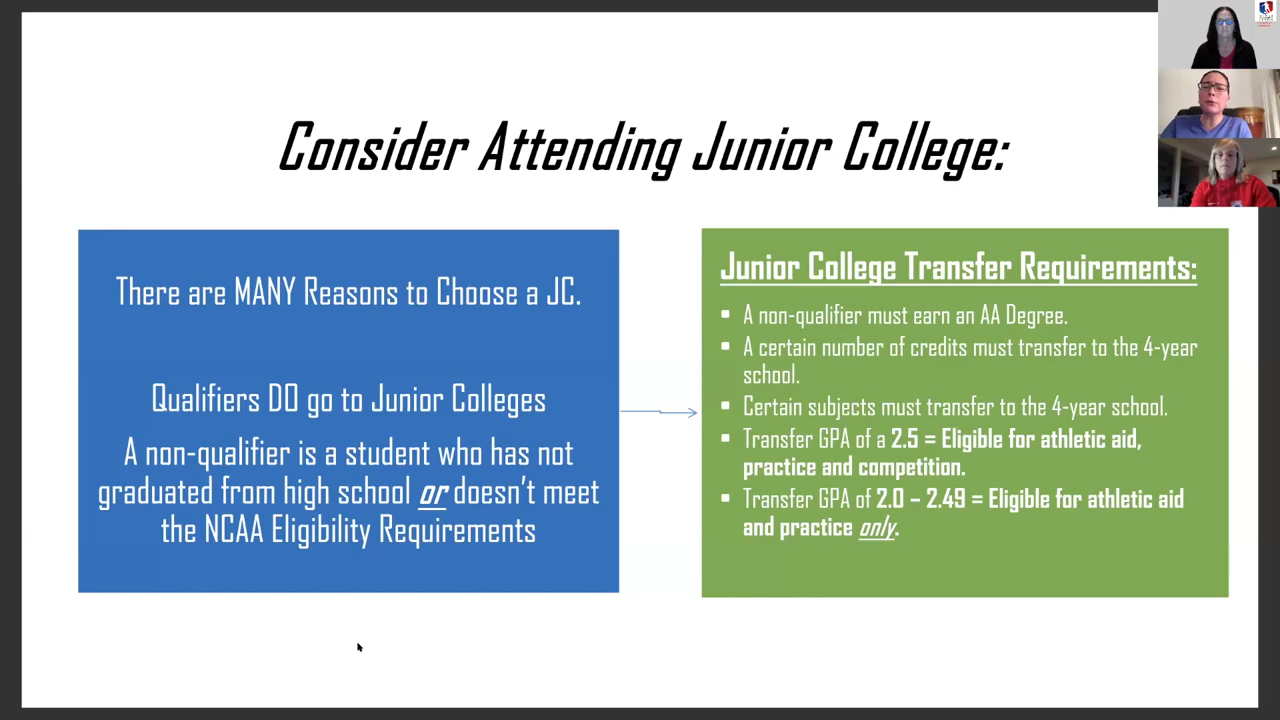 Consider Attending Junior College:
There are MANY Reasons to Choose a JC.
Qualifiers DO go to Junior Colleges
A non-qualifier is a student who has not
graduated from high school or doesn't meet
the NCAA Eligibility Requirements
Junior College Transfer Requirements:
▪ A non-qualifier must earn an AA Degree.
▪ A certain number of credits must transfer to the 4-year
school.
▪ Certain subjects must transfer to the 4-year school.
▪ Transfer GPA of a 2.5 = Eligible for athletic aid,
practice and competition.
▪ Transfer GPA of 2.0 – 2.49 = Eligible for athletic aid
and practice only.